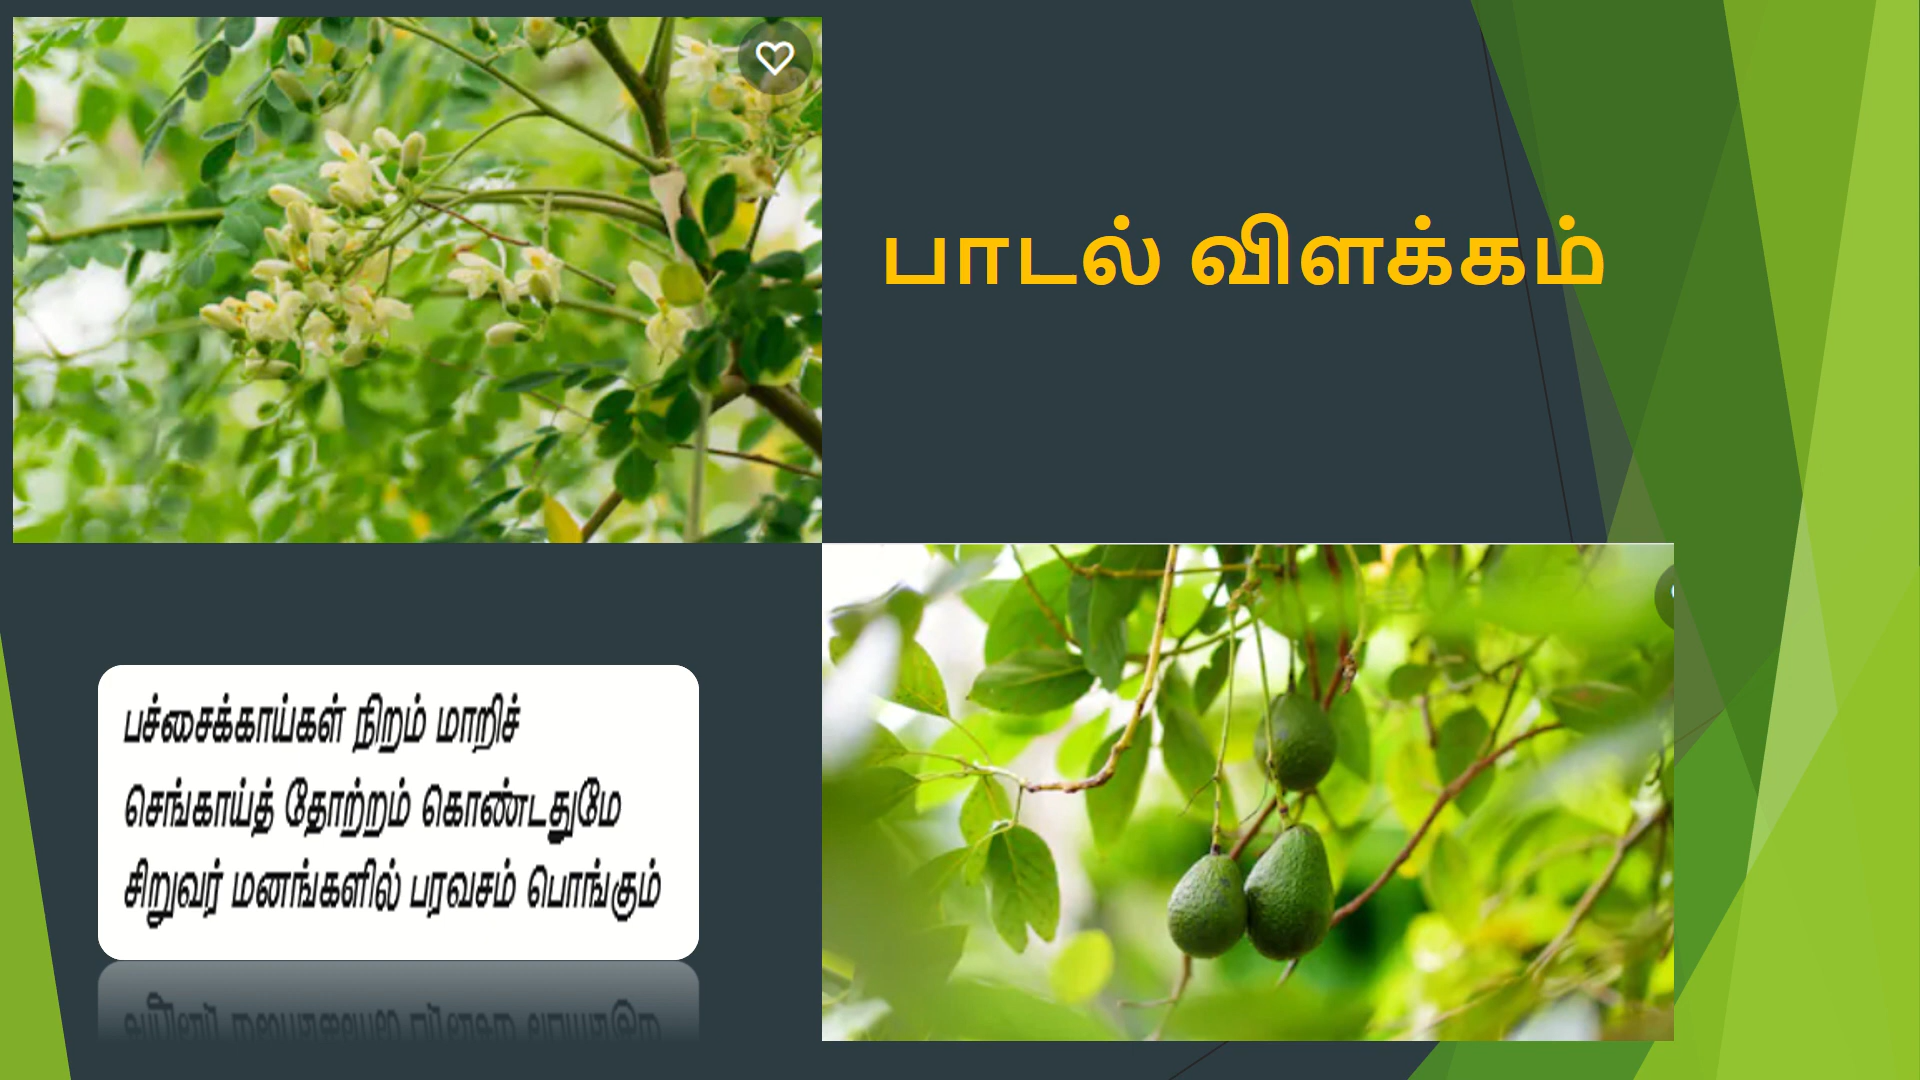 பாடல் விளக்கம்
பச்சைக்காய்கள் நிறம் மாறிச்
செங்காய்த் தோற்றம் கொண்டதுமே
சிறுவர் மனங்களில் பரவசம் பொங்கும்